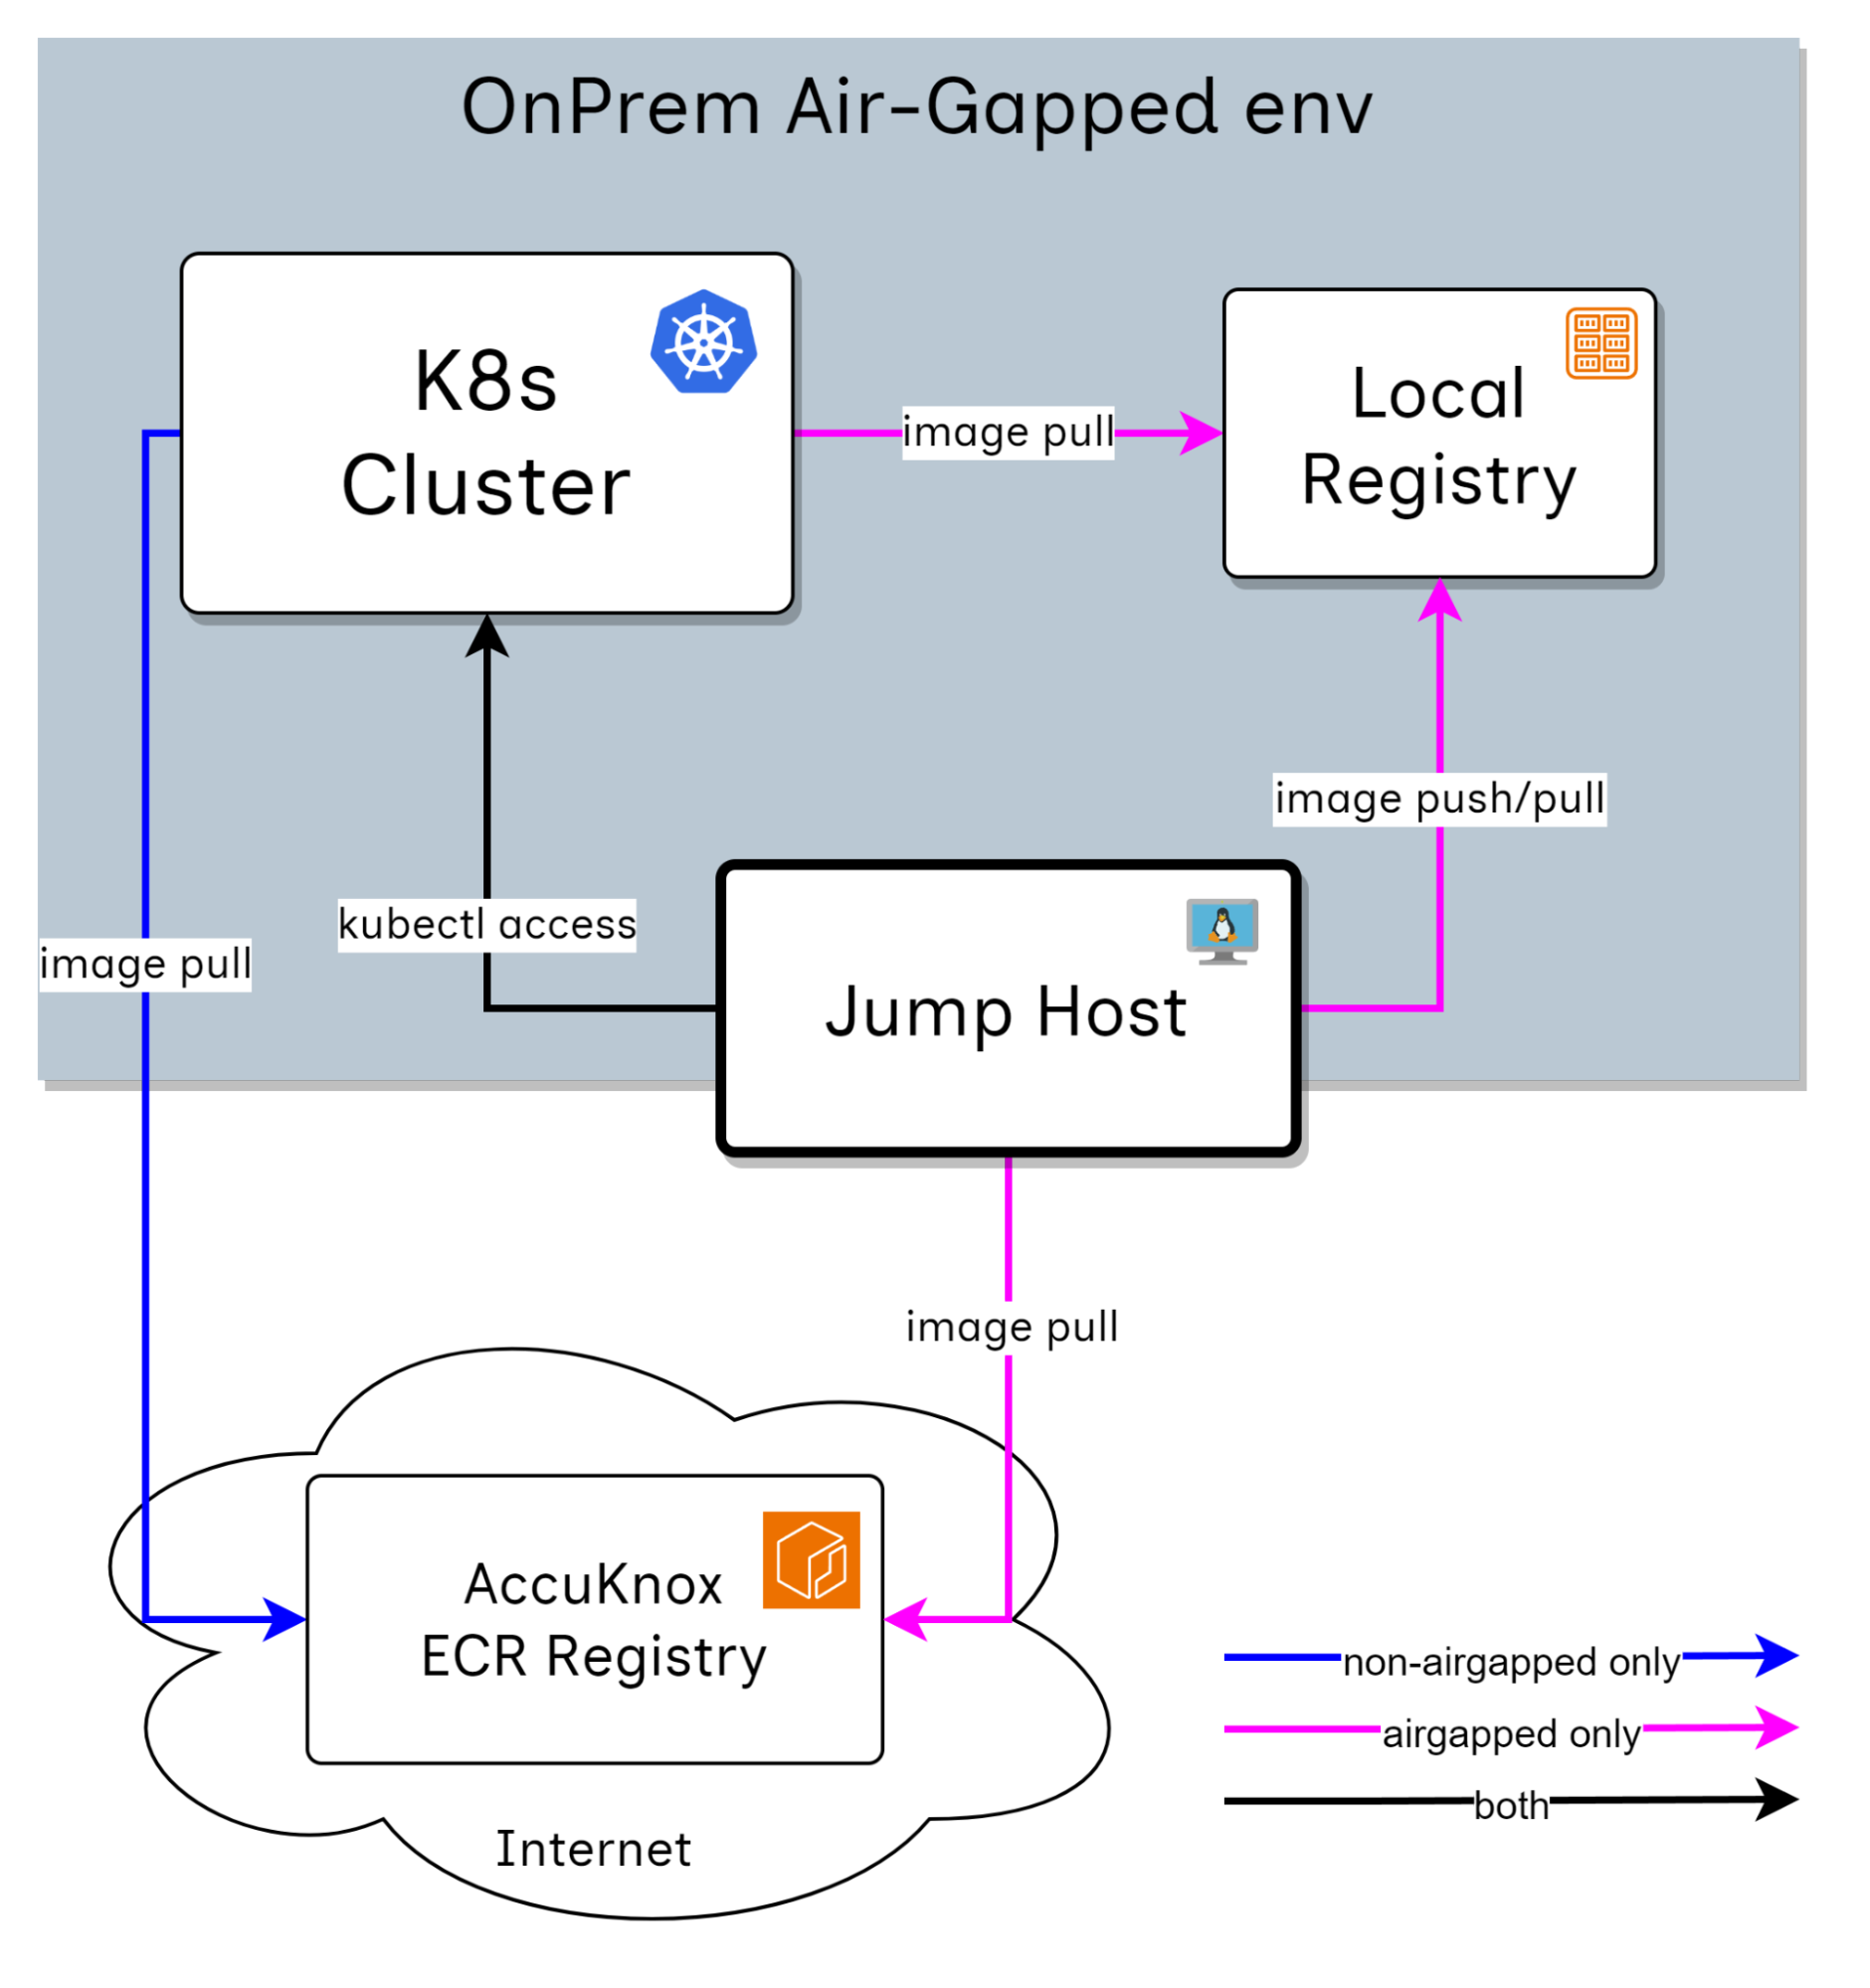 OnPrem Air-Gapped env
K8s
Cluster
image pull
Local
Registry
image push/pull
kubectl access
image pull
Jump Host
image pull
AccuKnox
ECR Registry
Internet
non-airgapped only
airgapped only
both